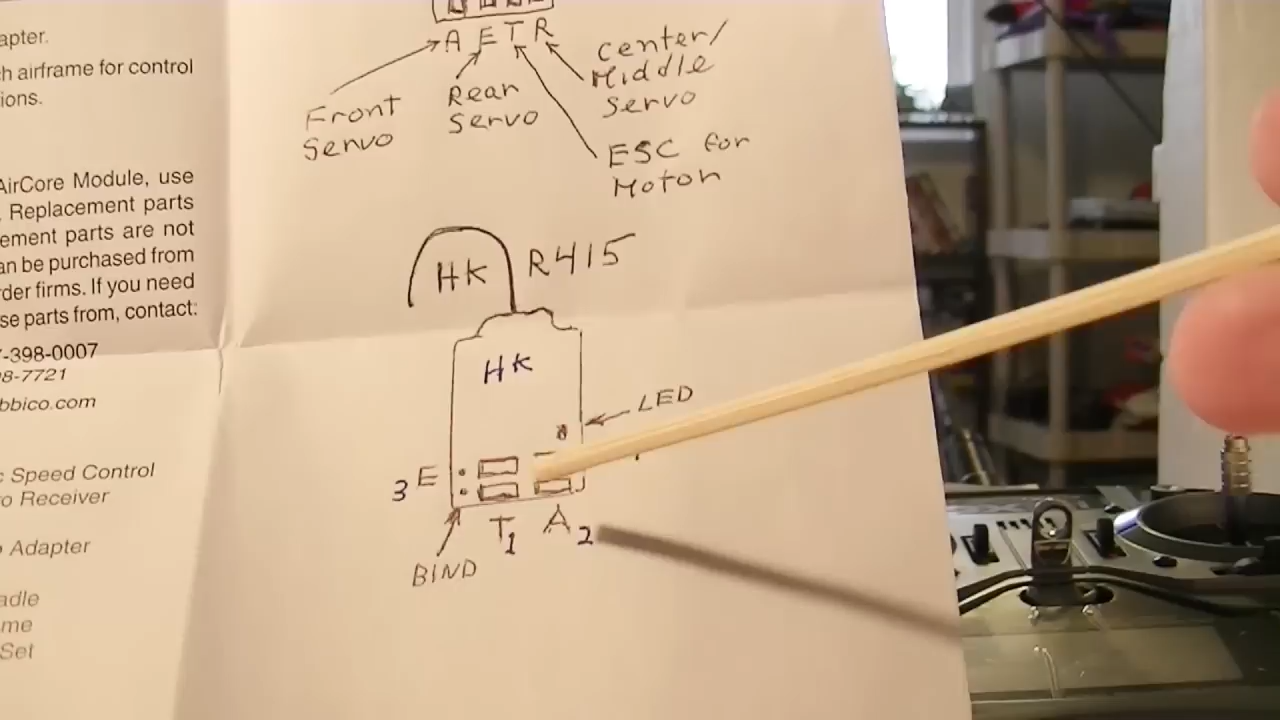 apter.
h airframe for control
ions.
AirCore Module, use
. Replacement parts
ement parts are not
an be purchased from
der firms. If you need
se parts from, contact:
7-398-0007
98-7721
bbico.com
c Speed Control
o Receiver
o Adapter
adle
me
Set
A E T R
Front
Servo
Rear
Servo
Center/
Middle
Servo
ESC for
Motor
HK R415
HK
LED
3 E
T1 A2
BIND